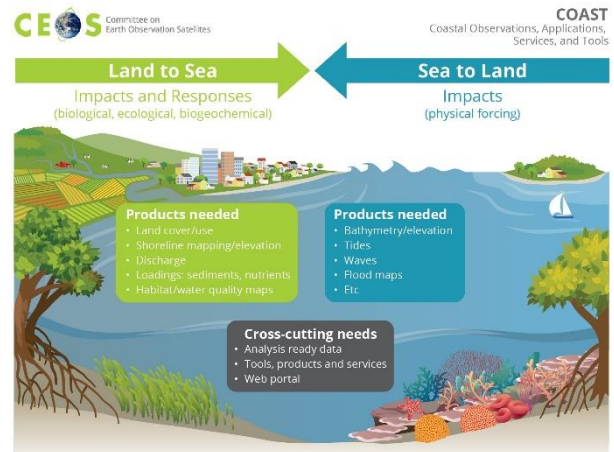 CEOS
Committee on
Earth Observation Satellites
COAST
Coastal Observations, Applications,
Services, and Tools
Land to Sea
Impacts and Responses
(biological, ecological, biogeochemical)
Sea to Land
Impacts
(physical forcing)
Products needed
• Land cover/use
• Shoreline mapping/elevation
• Discharge
• Loadings: sediments, nutrients
• Habitat/water quality maps
Products needed
• Bathymetry/elevation
• Tides
• Waves
• Flood maps
• Etc
Cross-cutting needs
• Analysis ready data
• Tools, products and services
• Web portal